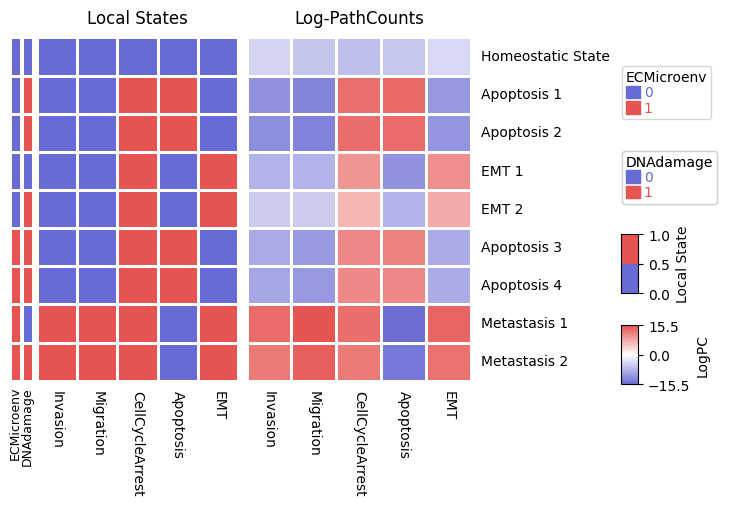 Local States
Log-PathCounts
Homeostatic State
Apoptosis 1
Apoptosis 2
EMT 1
EMT 2
Apoptosis 3
Apoptosis 4
Metastasis 1
Metastasis 2
ECMicroenv
DNAdamage
Invasion
Migration
CellCycleArrest
Apoptosis
EMT
Invasion
Migration
CellCycleArrest
Apoptosis
EMT
ECMicroenv
0
1
DNAdamage
0
1
1.0
0.5
0.0
Local State
15.5
0.0
−15.5
LogPC